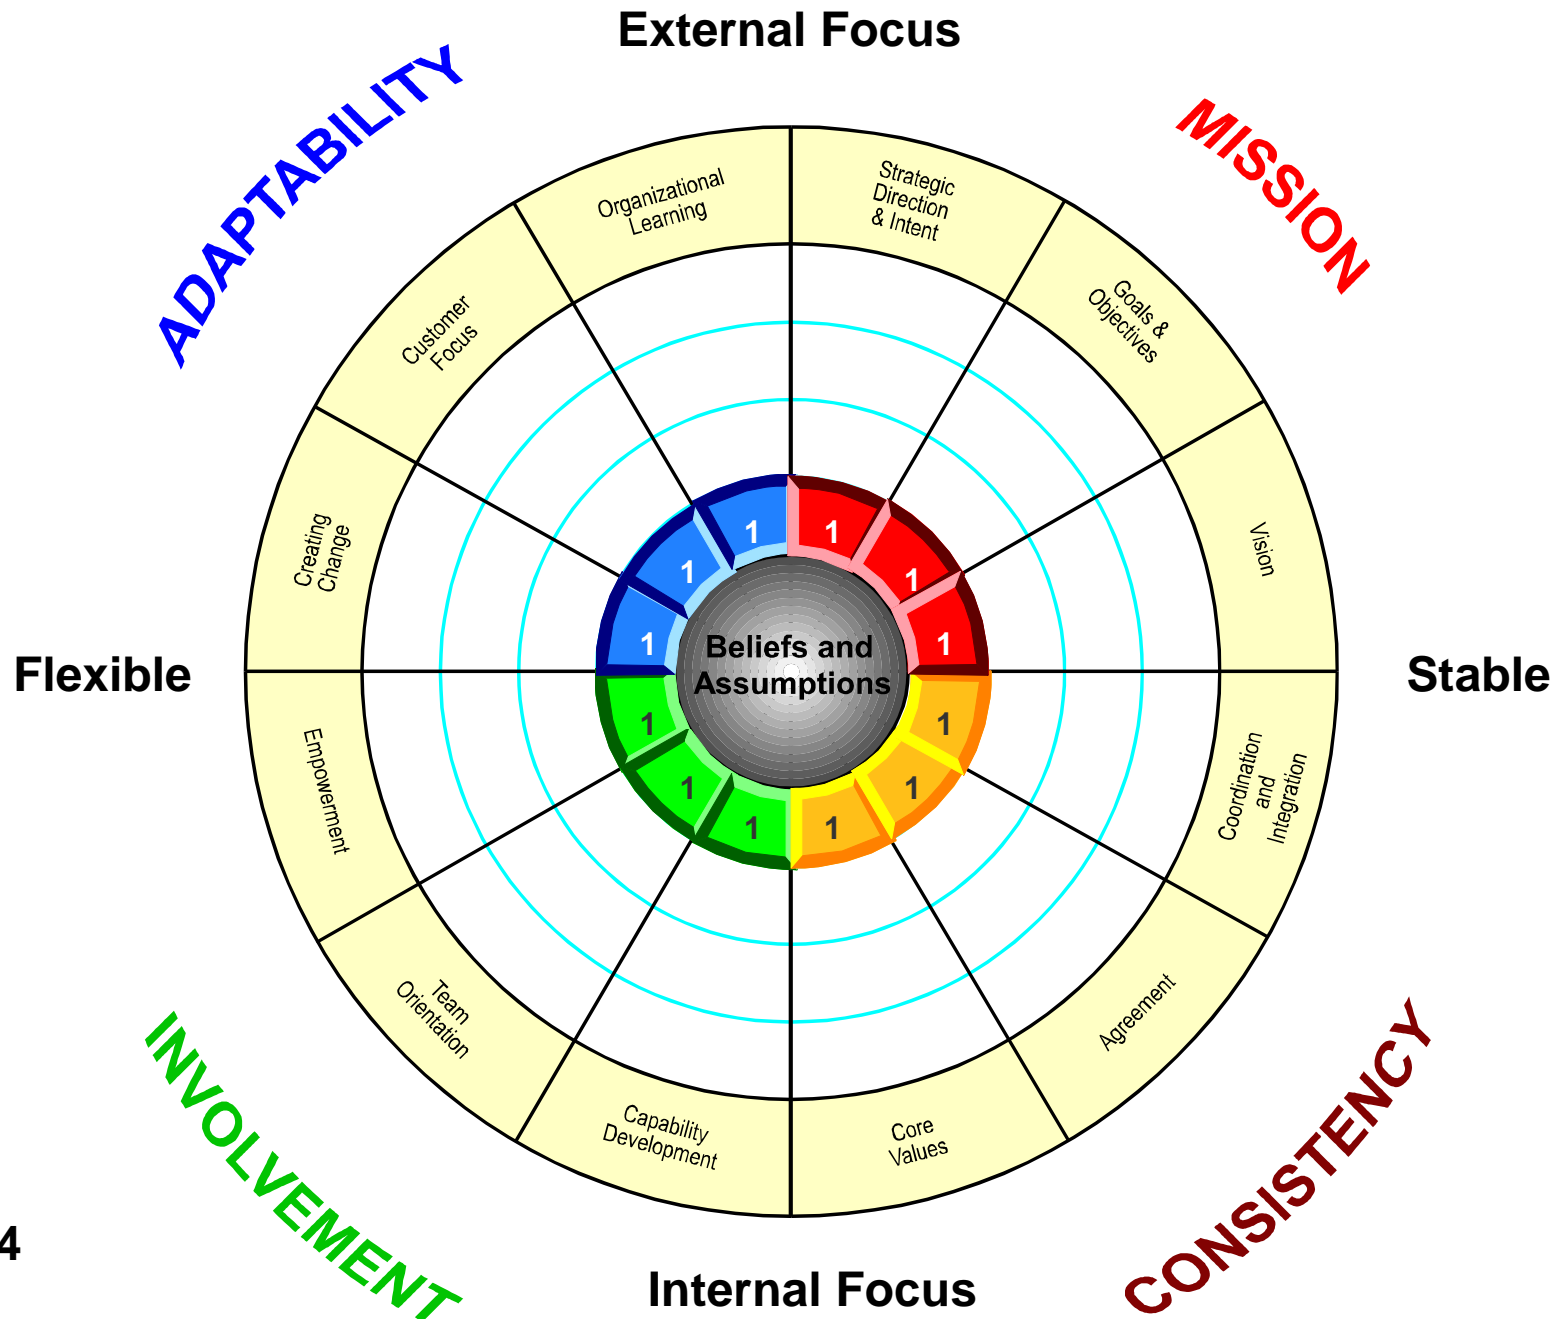 External Focus
ADAPTABILITY
MISSION
Organizational
Learning
Strategic
Direction
& Intent
Customer
Focus
Goals &
Objectives
Creating
Change
Vision
1
1
1
1
1
1
Beliefs and
Assumptions
Flexible
Stable
1
1
1
1
1
1
Empowerment
Coordination
and
Integration
Team
Orientation
Agreement
Capability
Development
Core
Values
INVOLVEMENT
CONSISTENCY
4
Internal Focus